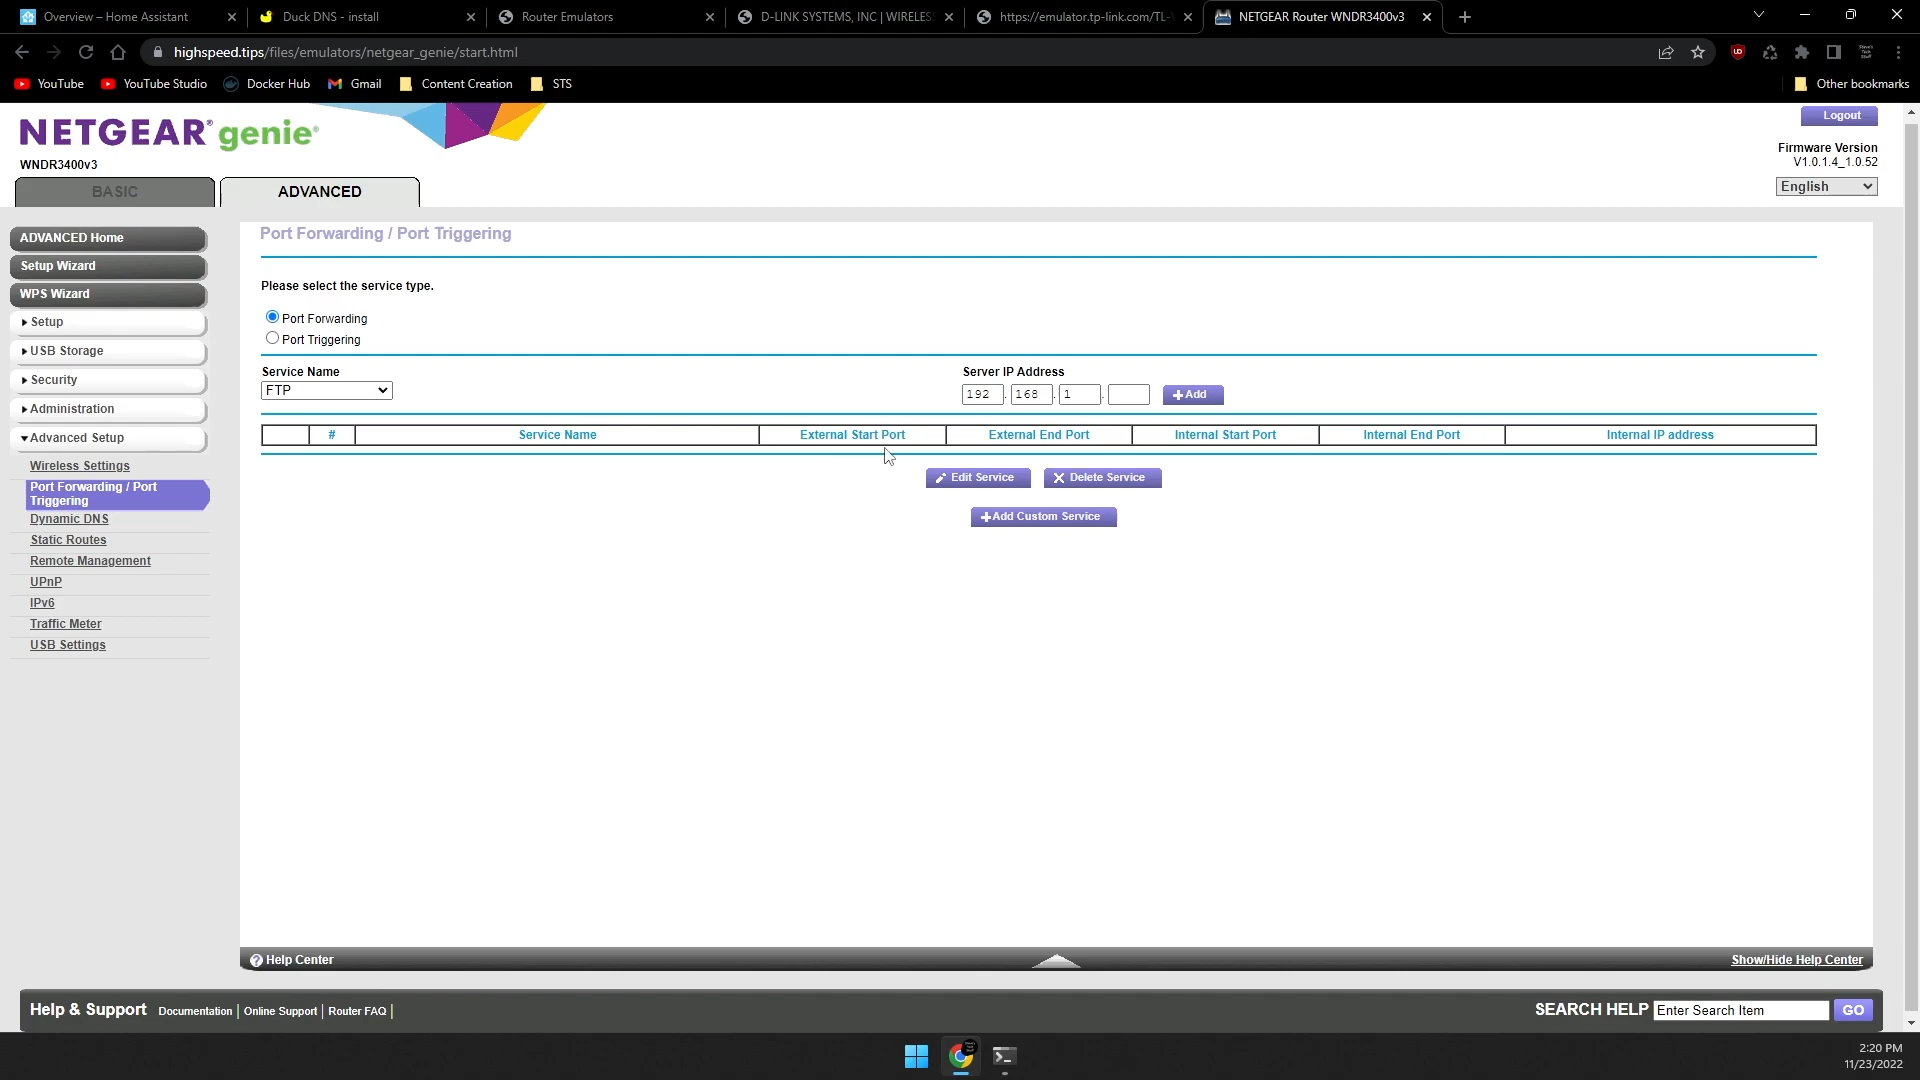 Overview – Home Assistant
Duck DNS - install
Router Emulators
D-LINK SYSTEMS, INC | WIRELES
https://emulator.tp-link.com/TL-
NETGEAR Router WNDR3400v3
highspeed.tips/files/emulators/netgear_genie/start.html
YouTube
YouTube Studio
Docker Hub
Gmail
Content Creation
STS
Other bookmarks
NETGEAR® genie®
WNDR3400v3
Logout
Firmware Version
V1.0.1.4_1.0.52
English
BASIC
ADVANCED
ADVANCED Home
Setup Wizard
WPS Wizard
Setup
USB Storage
Security
Administration
Advanced Setup
Wireless Settings
Port Forwarding / Port
Triggering
Dynamic DNS
Static Routes
Remote Management
UPnP
IPv6
Traffic Meter
USB Settings
Port Forwarding / Port Triggering
Please select the service type.
Port Forwarding
Port Triggering
Service Name
FTP
Server IP Address
192 . 168 . 1 .
+Add
# Service Name External Start Port External End Port Internal Start Port Internal End Port Internal IP address
Edit Service
Delete Service
+Add Custom Service
? Help Center
Show/Hide Help Center
Help & Support Documentation | Online Support | Router FAQ |
SEARCH HELP Enter Search Item GO
2:20 PM
11/23/2022